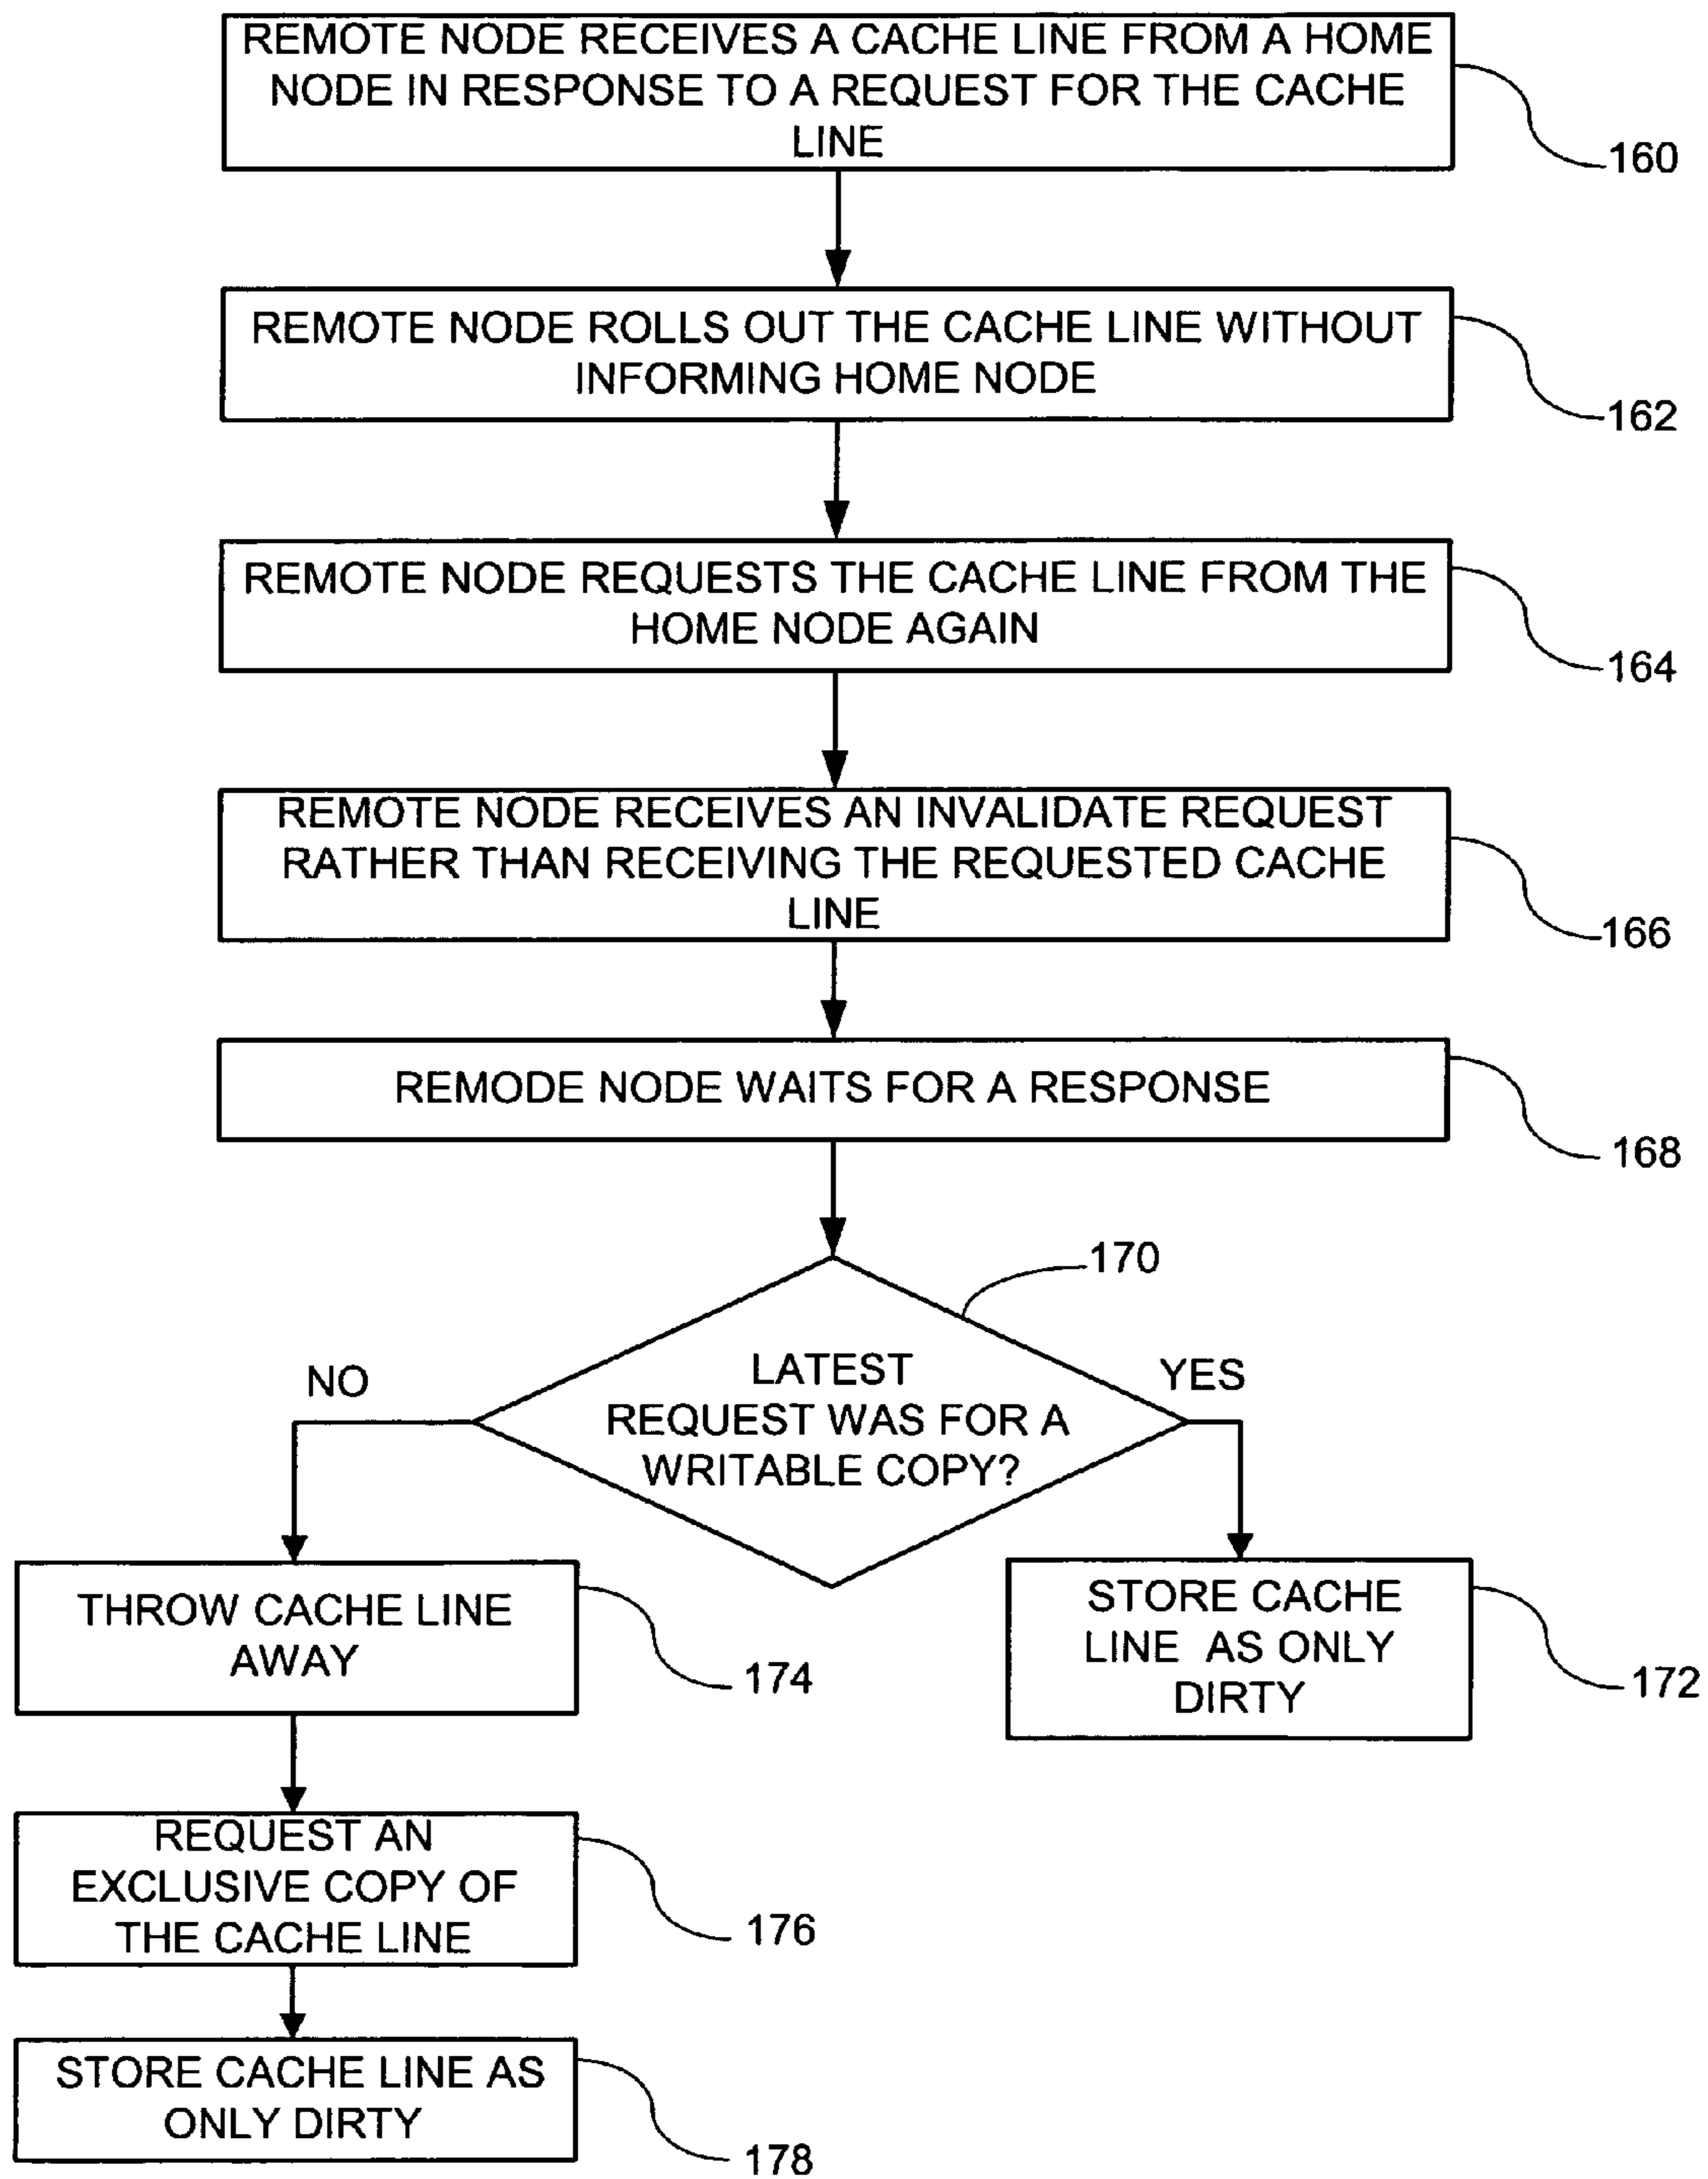 REMOTE NODE RECEIVES A CACHE LINE FROM A HOME
NODE IN RESPONSE TO A REQUEST FOR THE CACHE
LINE
160
REMOTE NODE ROLLS OUT THE CACHE LINE WITHOUT
INFORMING HOME NODE
162
REMOTE NODE REQUESTS THE CACHE LINE FROM THE
HOME NODE AGAIN
164
REMOTE NODE RECEIVES AN INVALIDATE REQUEST
RATHER THAN RECEIVING THE REQUESTED CACHE
LINE
166
REMODE NODE WAITS FOR A RESPONSE
168
170
NO
YES
LATEST
REQUEST WAS FOR A
WRITABLE COPY?
THROW CACHE LINE
AWAY
174
STORE CACHE
LINE AS ONLY
DIRTY
172
REQUEST AN
EXCLUSIVE COPY OF
THE CACHE LINE
176
STORE CACHE LINE AS
ONLY DIRTY
178